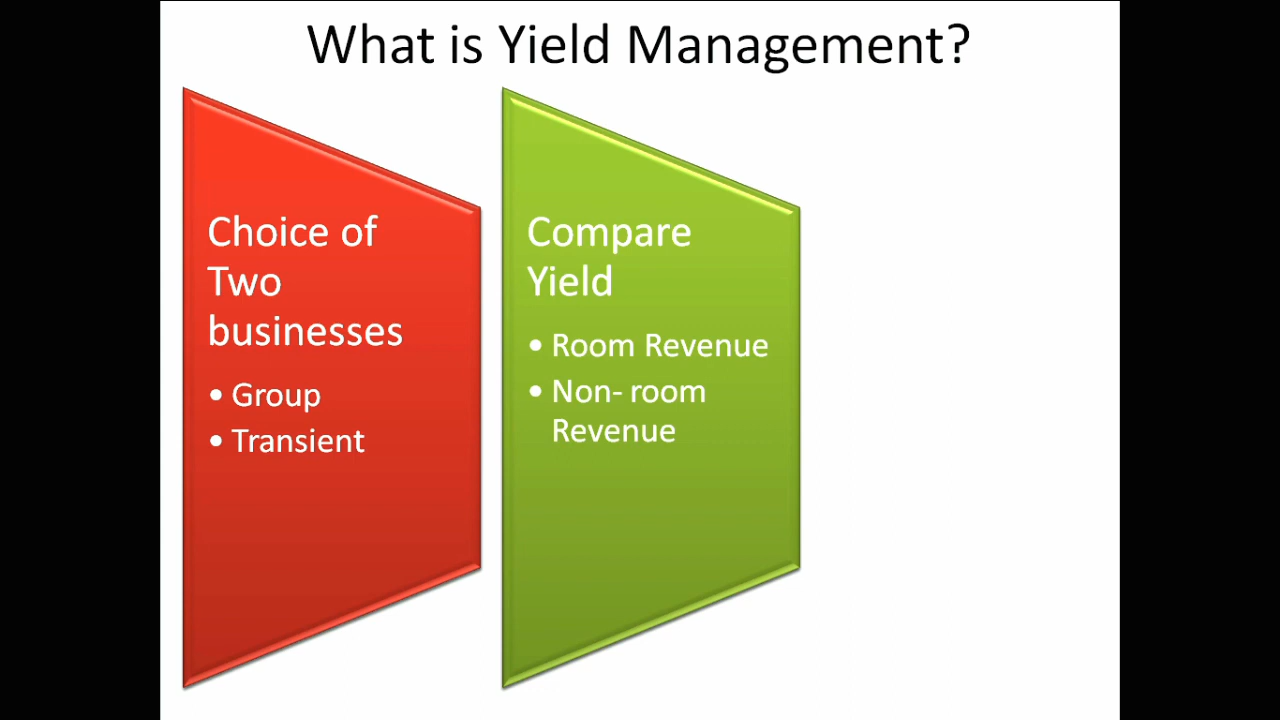 What is Yield Management?
Choice of
Two
businesses
• Group
• Transient
Compare
Yield
• Room Revenue
• Non- room
Revenue